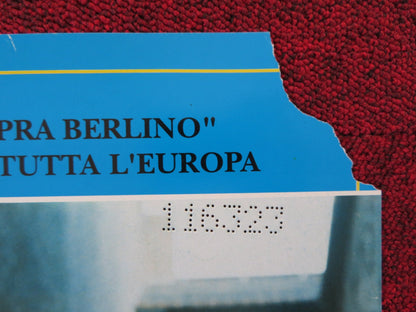 PRA BERLINO"
TUTTA L'EUROPA
116323